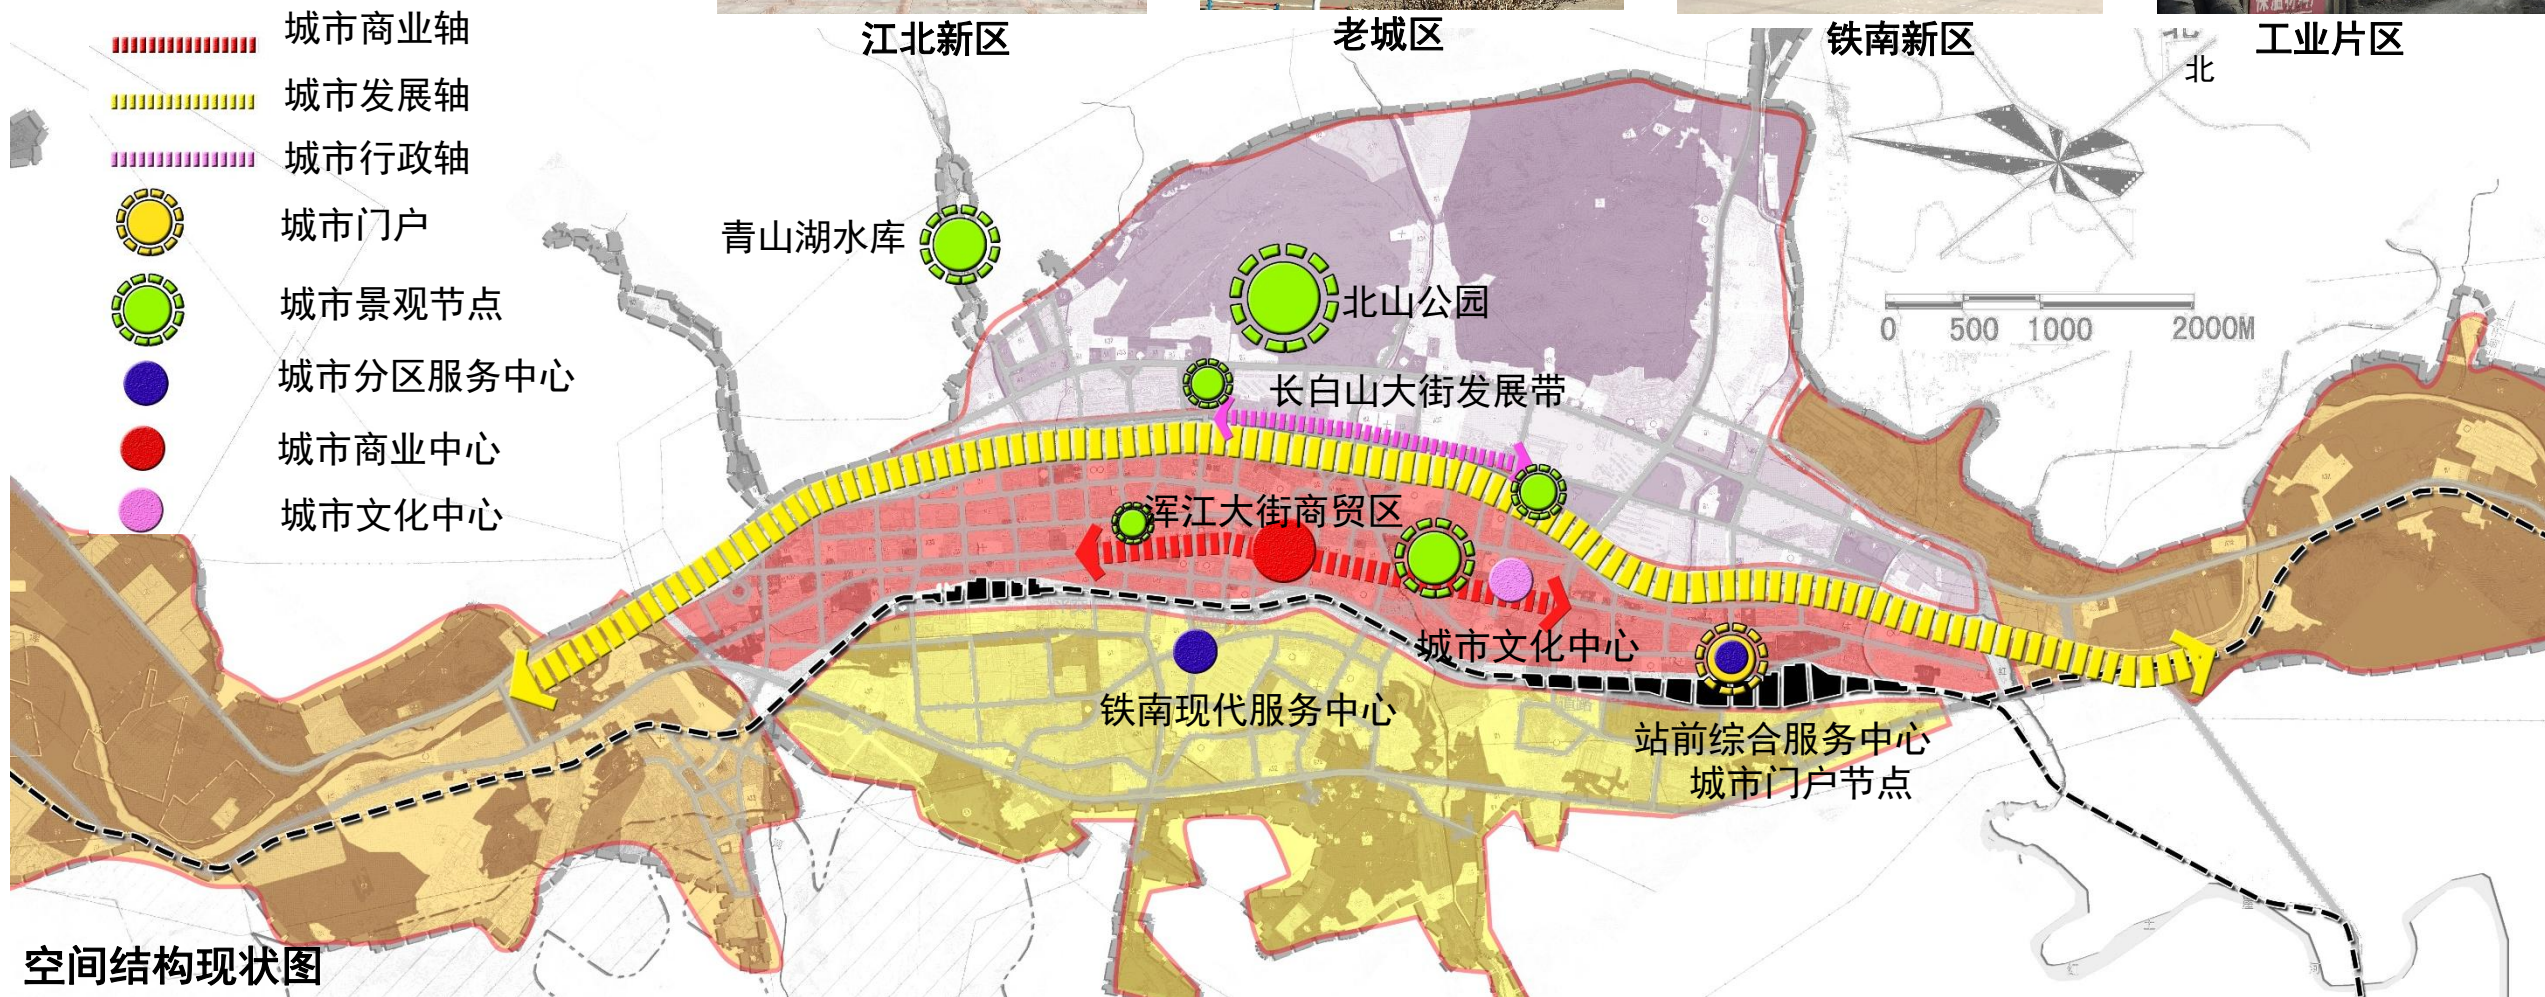 江北新区
老城区
铁南新区
工业片区
城市商业轴
城市发展轴
城市行政轴
城市门户
城市景观节点
城市分区服务中心
城市商业中心
城市文化中心
北
0 500 1000 2000M
青山湖水库
北山公园
长白山大街发展带
浑江大街商贸区
城市文化中心
铁南现代服务中心
站前综合服务中心
城市门户节点
空间结构现状图